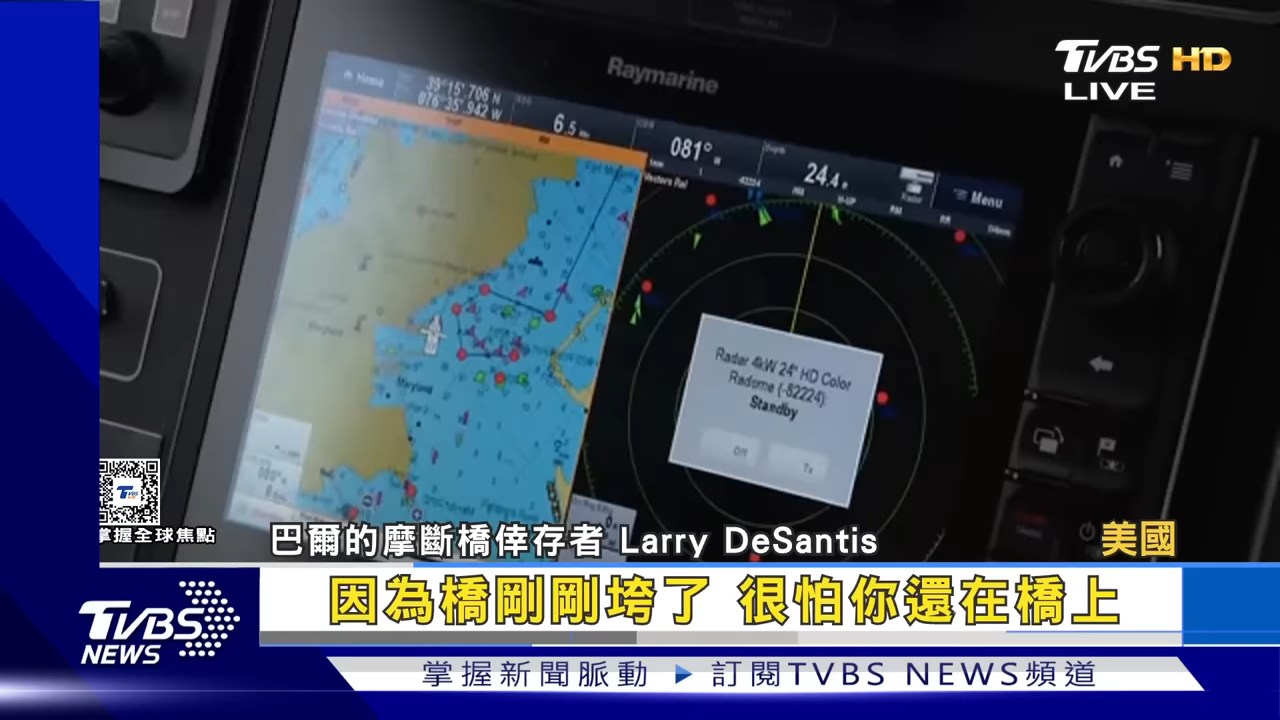 TVBS HD
LIVE
Raymarine
Home
39°15'.706 N
076°35'.942 W
6.5
081°
24.4
Menu
Radar 4kW 24" HD Color
Radome (-82224)
Standby
Off
Tx
掌握全球焦點
巴爾的摩斷橋倖存者 Larry DeSantis
美國
因為橋剛剛垮了 很怕你還在橋上
TVBS
NEWS
掌握新聞脈動 訂閱TVBS NEWS頻道